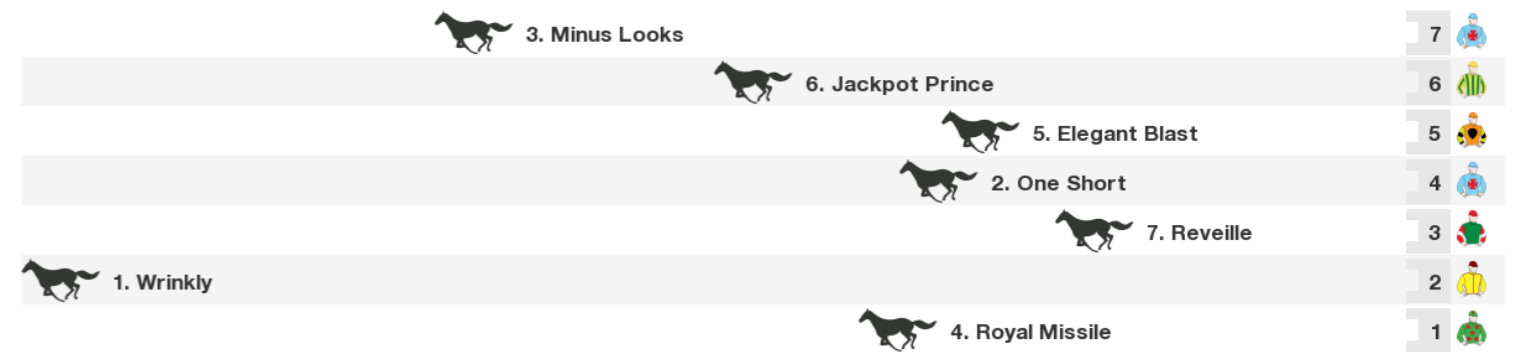 3. Minus Looks 7
6. Jackpot Prince 6
5. Elegant Blast 5
2. One Short 4
7. Reveille 3
1. Wrinkly 2
4. Royal Missile 1